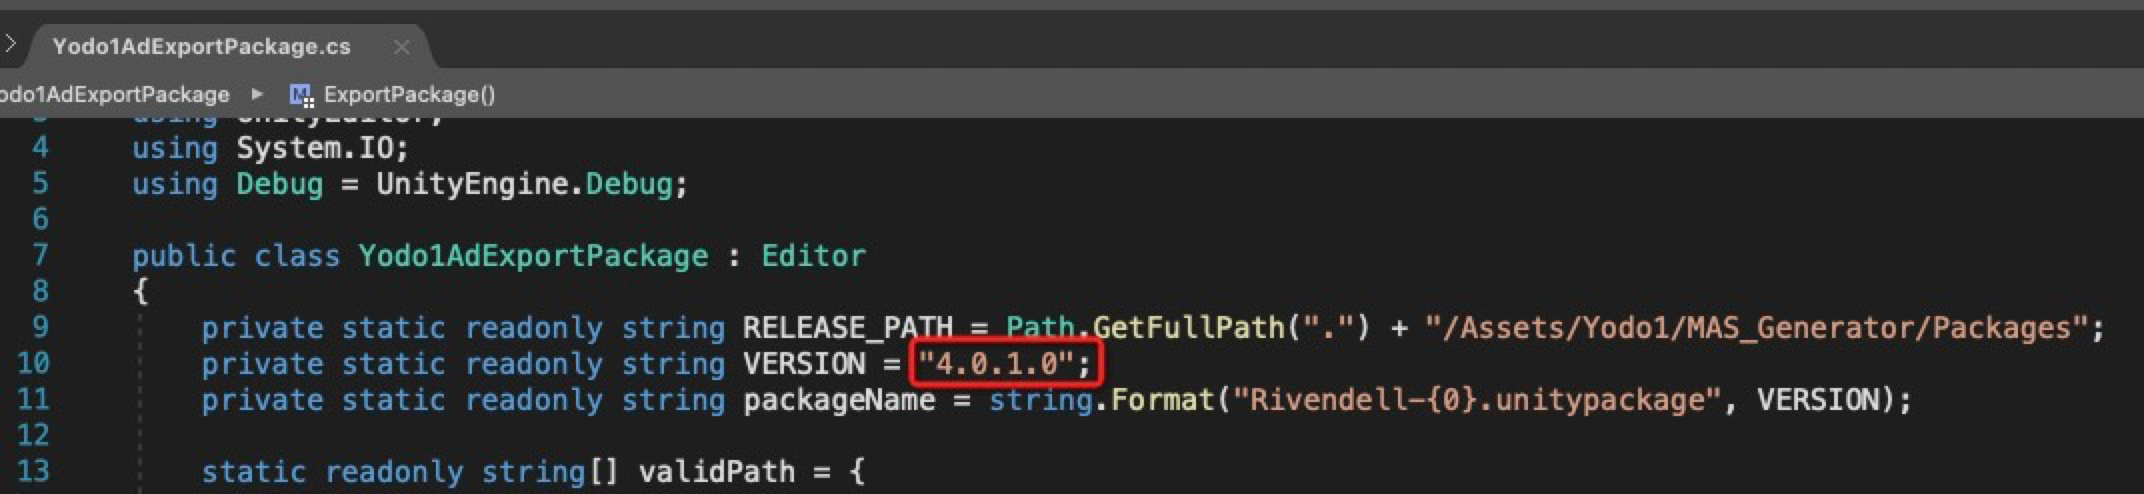 Yodo1AdExportPackage.cs
odo1AdExportPackage ▸ ExportPackage()
using UnityEditor;
4 using System.IO;
5 using Debug = UnityEngine.Debug;
6
7 public class Yodo1AdExportPackage : Editor
8 {
9 private static readonly string RELEASE_PATH = Path.GetFullPath(".") + "/Assets/Yodo1/MAS_Generator/Packages";
10 private static readonly string VERSION = "4.0.1.0";
11 private static readonly string packageName = string.Format("Rivendell-{0}.unitypackage", VERSION);
12
13 static readonly string[] validPath = {